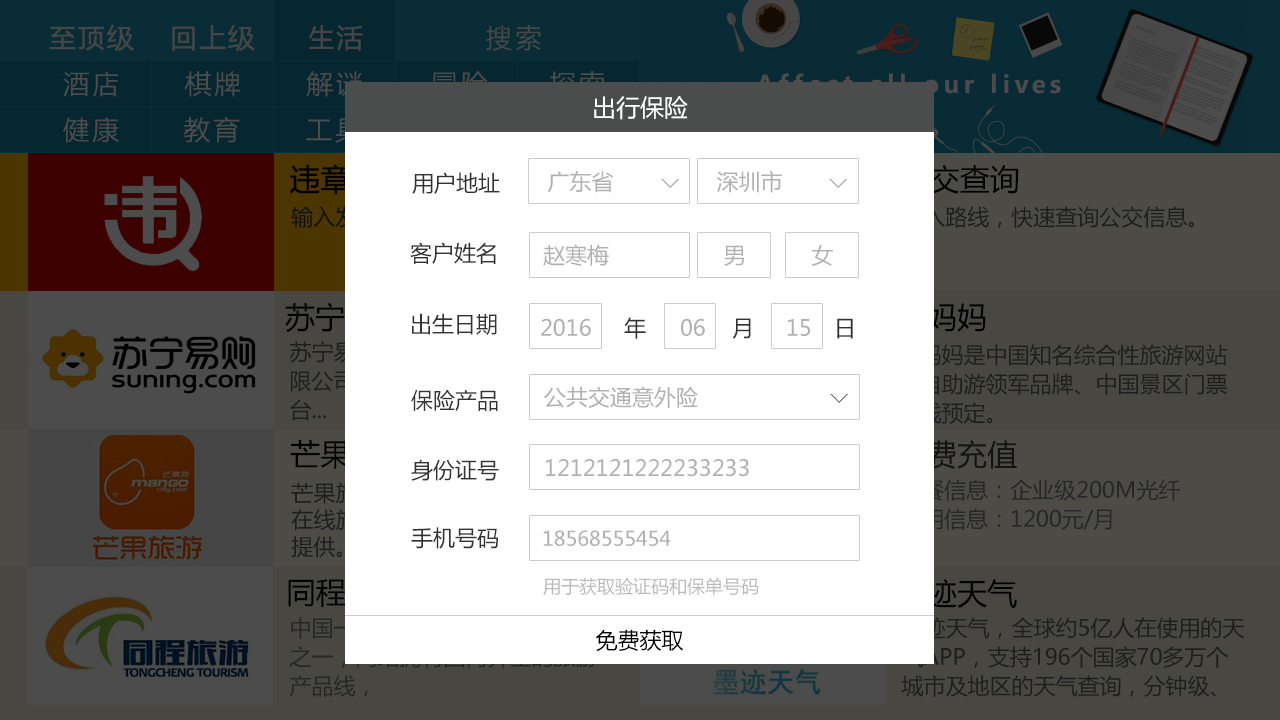 至顶级 回上级 生活 搜索
酒店 棋牌 解谜 冒险 探索
健康 教育
Affect all our lives
出行保险
用户地址 广东省 深圳市
客户姓名 赵寒梅 男 女
出生日期 2016 年 06 月 15 日
保险产品 公共交通意外险
身份证号 12121212222233233
手机号码 18568555454
用于获取验证码和保单号码
免费获取
违章
输入发
交查询
路线，快速查询公交信息。
苏宁易购
suning.com
苏宁
苏宁易
限公司
台...
妈妈
妈妈是中国知名综合性旅游网站
自助游领军品牌、中国景区门票
预定。
芒果游
mango
city.com
芒果旅游
芒果
芒果旅
在线旅
提供。
费充值
信息：企业级200M光纤
信息：1200元/月
同程旅游
TONGCHENG TOURISM
同程
中国一
之一，
产品线，
墨迹天气
迹天气
迹天气，全球约5亿人在使用的天
APP，支持196个国家70多万个
城市及地区的天气查询，分钟级、